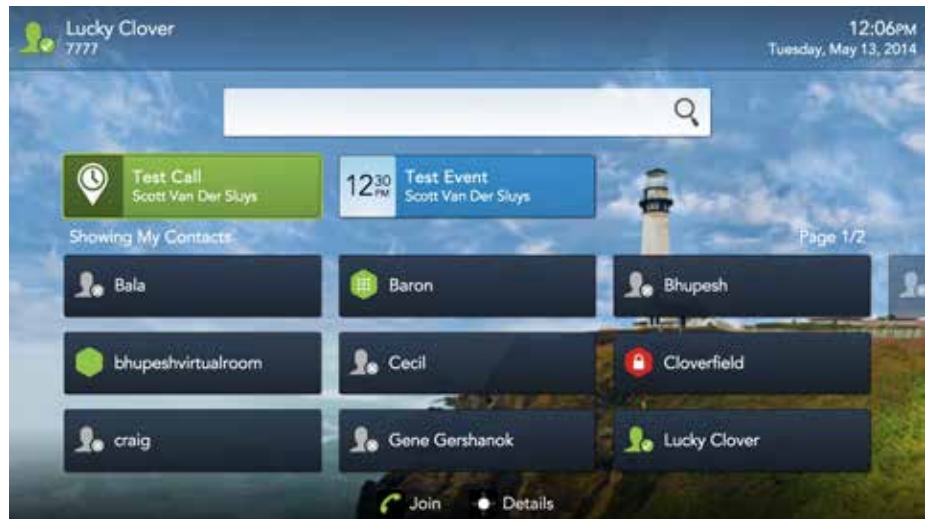 Lucky Clover
7777
12:06PM
Tuesday, May 13, 2014
Test Call
Scott Van Der Sluys
12 30 PM
Test Event
Scott Van Der Sluys
Showing My Contacts
Page 1/2
Bala
Baron
Bhupesh
bhupeshvirtualroom
Cecil
Cloverfield
craig
Gene Gershanok
Lucky Clover
Join
Details